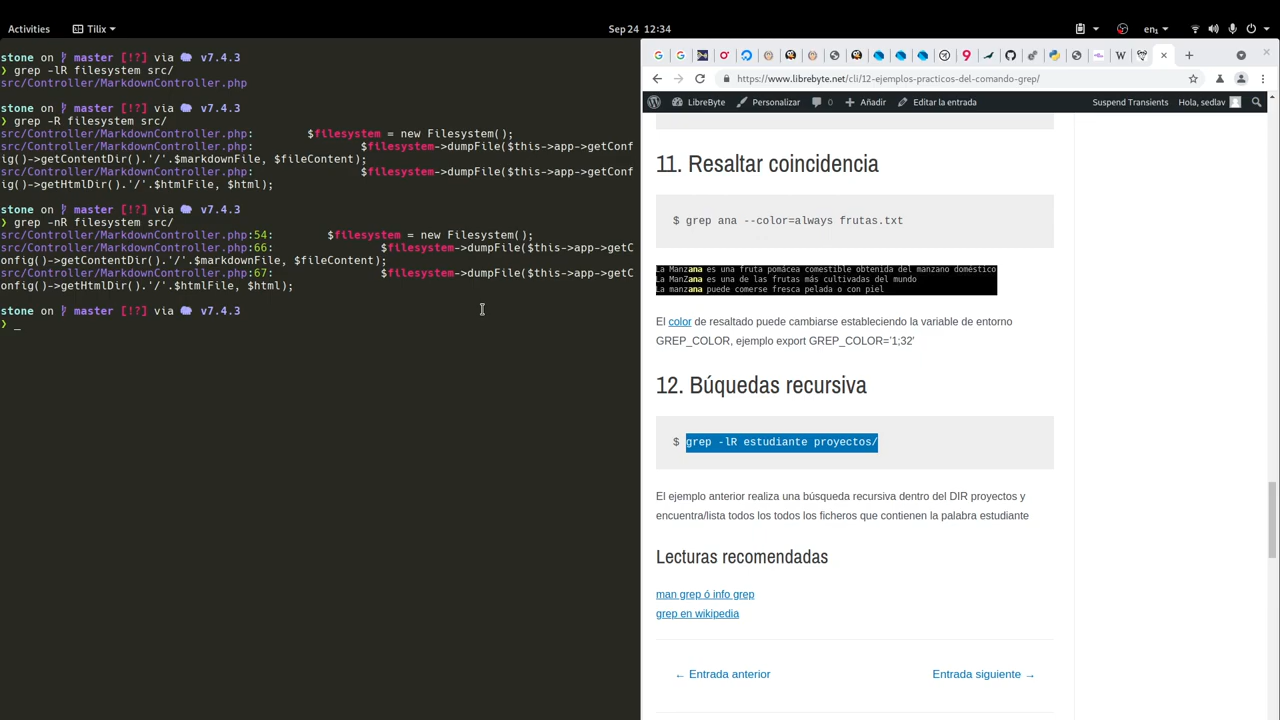 Activities
Tilix
Sep 24 12:34
en₁
stone on master [!?] via v7.4.3
❯ grep -lR filesystem src/
src/Controller/MarkdownController.php
stone on master [!?] via v7.4.3
❯ grep -R filesystem src/
src/Controller/MarkdownController.php:        $filesystem = new Filesystem();
src/Controller/MarkdownController.php:                $filesystem->dumpFile($this->app->getConf
ig()->getContentDir().'/'.$markdownFile, $fileContent);
src/Controller/MarkdownController.php:                $filesystem->dumpFile($this->app->getConf
ig()->getHtmlDir().'/'.$htmlFile, $html);
stone on master [!?] via v7.4.3
❯ grep -nR filesystem src/
src/Controller/MarkdownController.php:54:        $filesystem = new Filesystem();
src/Controller/MarkdownController.php:66:                $filesystem->dumpFile($this->app->getC
onfig()->getContentDir().'/'.$markdownFile, $fileContent);
src/Controller/MarkdownController.php:67:                $filesystem->dumpFile($this->app->getC
onfig()->getHtmlDir().'/'.$htmlFile, $html);
stone on master [!?] via v7.4.3
❯ _
https://www.librebyte.net/cli/12-ejemplos-practicos-del-comando-grep/
LibreByte Personalizar 0 Añadir Editar la entrada Suspend Transients Hola, sedlav
11. Resaltar coincidencia
$ grep ana --color=always frutas.txt
La Manzana es una fruta pomácea comestible obtenida del manzano doméstico
La ManZana es una de las frutas más cultivadas del mundo
La manzana puede comerse fresca pelada o con piel
El color de resaltado puede cambiarse estableciendo la variable de entorno
GREP_COLOR, ejemplo export GREP_COLOR='1;32'
12. Búquedas recursiva
$ grep -lR estudiante proyectos/
El ejemplo anterior realiza una búsqueda recursiva dentro del DIR proyectos y
encuentra/lista todos los todos los ficheros que contienen la palabra estudiante
Lecturas recomendadas
man grep ó info grep
grep en wikipedia
← Entrada anterior
Entrada siguiente →